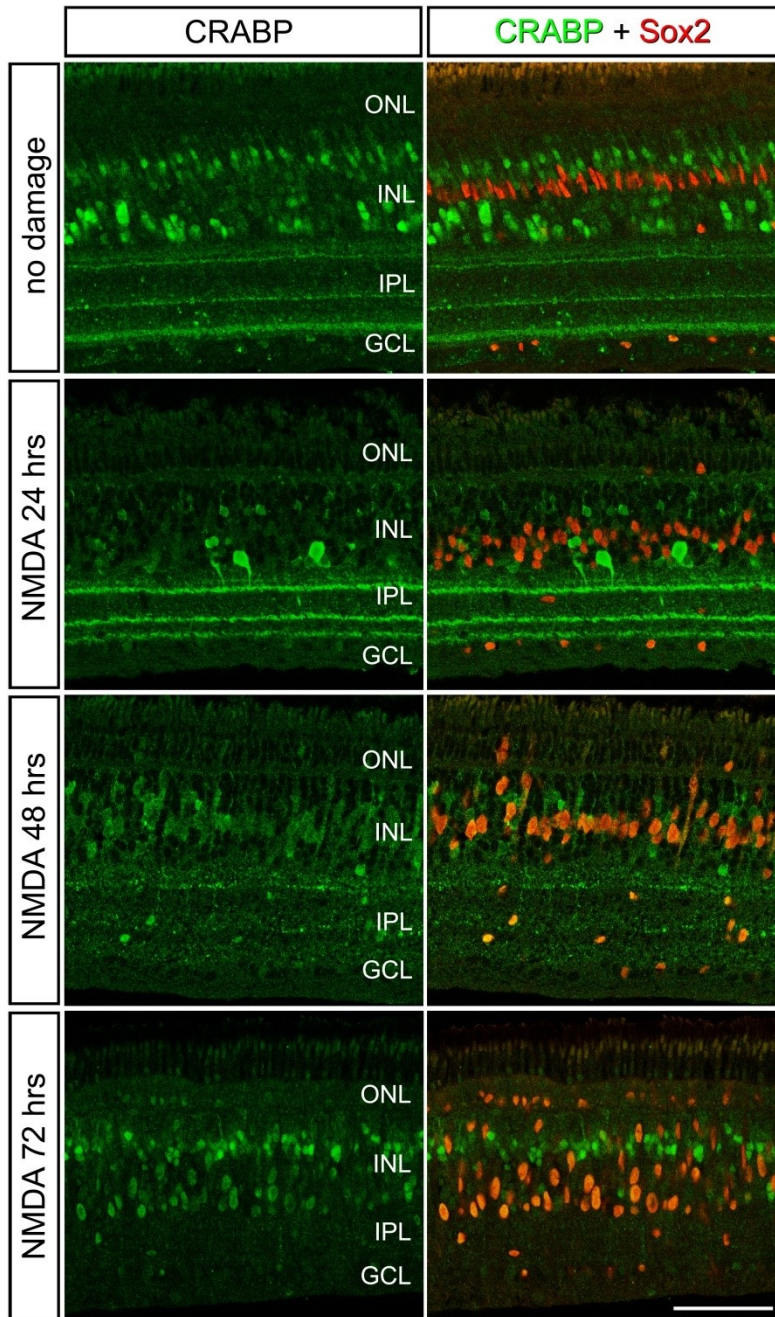 CRABP
CRABP + Sox2
no damage
ONL
INL
IPL
GCL
NMDA 24 hrs
ONL
INL
IPL
GCL
NMDA 48 hrs
ONL
INL
IPL
GCL
NMDA 72 hrs
ONL
INL
IPL
GCL